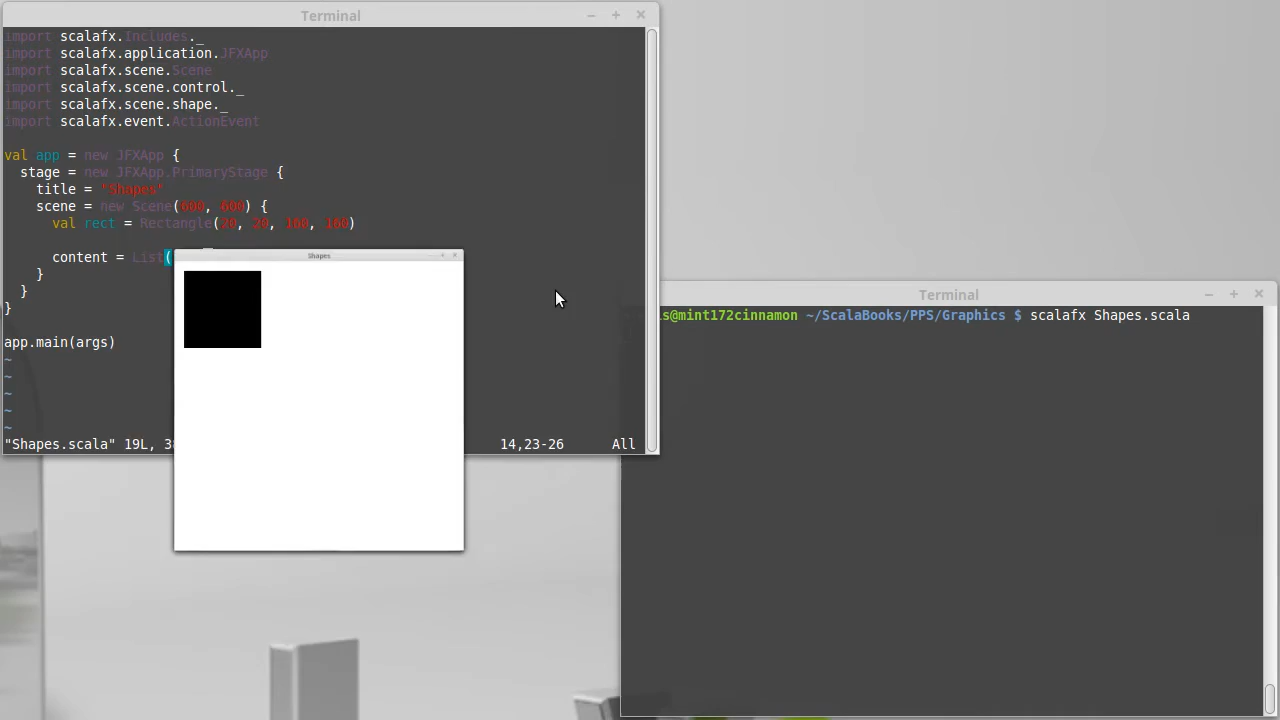 Terminal
import scalafx.Includes._
import scalafx.application.JFXApp
import scalafx.scene.Scene
import scalafx.scene.control._
import scalafx.scene.shape._
import scalafx.event.ActionEvent
val app = new JFXApp {
stage = new JFXApp.PrimaryStage {
title = "Shapes"
scene = new Scene(600, 600) {
val rect = Rectangle(20, 20, 160, 160)
content = List(
}
}
}
app.main(args)
~
~
~
~
~
"Shapes.scala" 19L, 14,23-26 All
Shapes
Terminal
s@mint172cinnamon ~/ScalaBooks/PPS/Graphics $ scalafx Shapes.scala